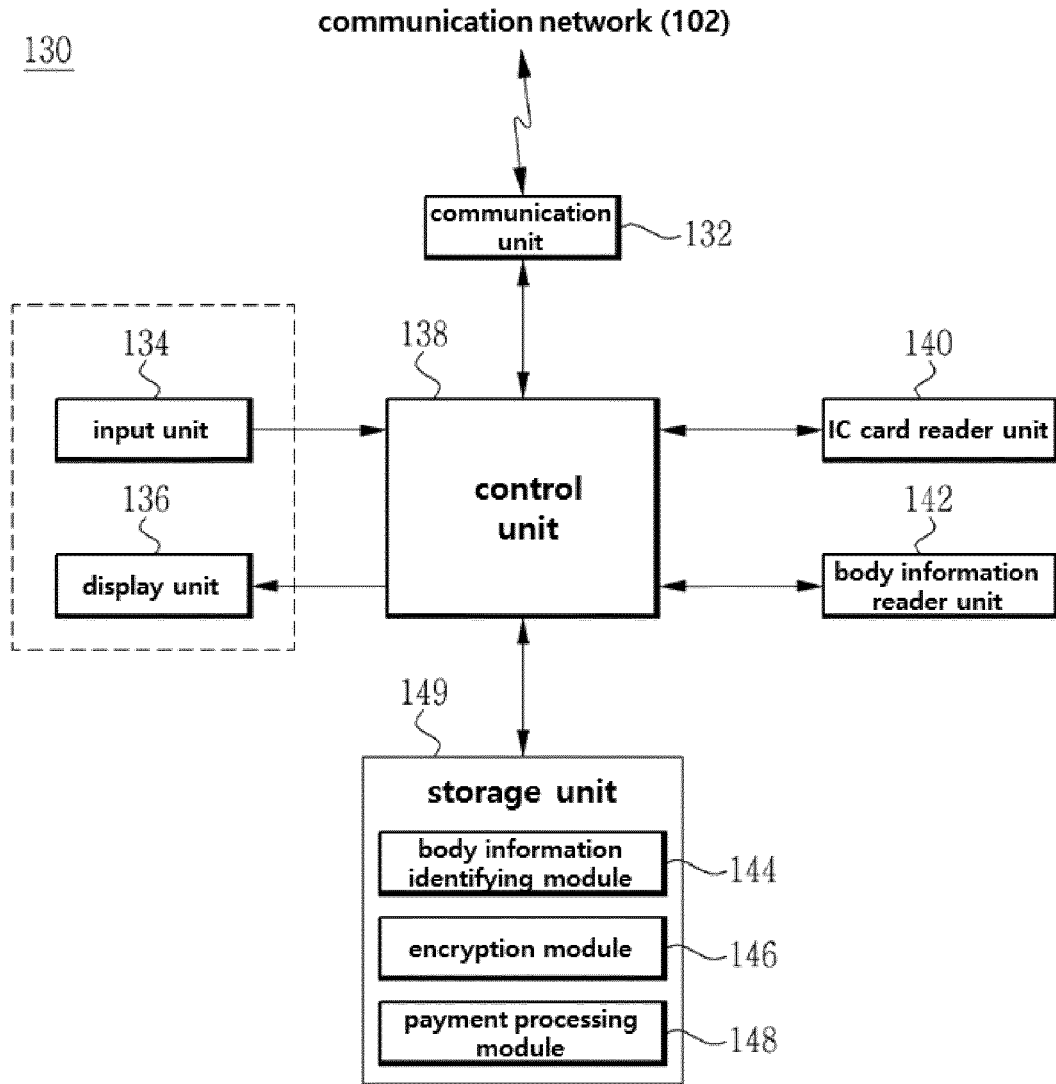 communication network (102)
130
communication
unit
132
134
138
140
input unit
control
unit
IC card reader unit
136
142
display unit
body information
reader unit
149
storage unit
body information
identifying module
144
encryption module
146
payment processing
module
148